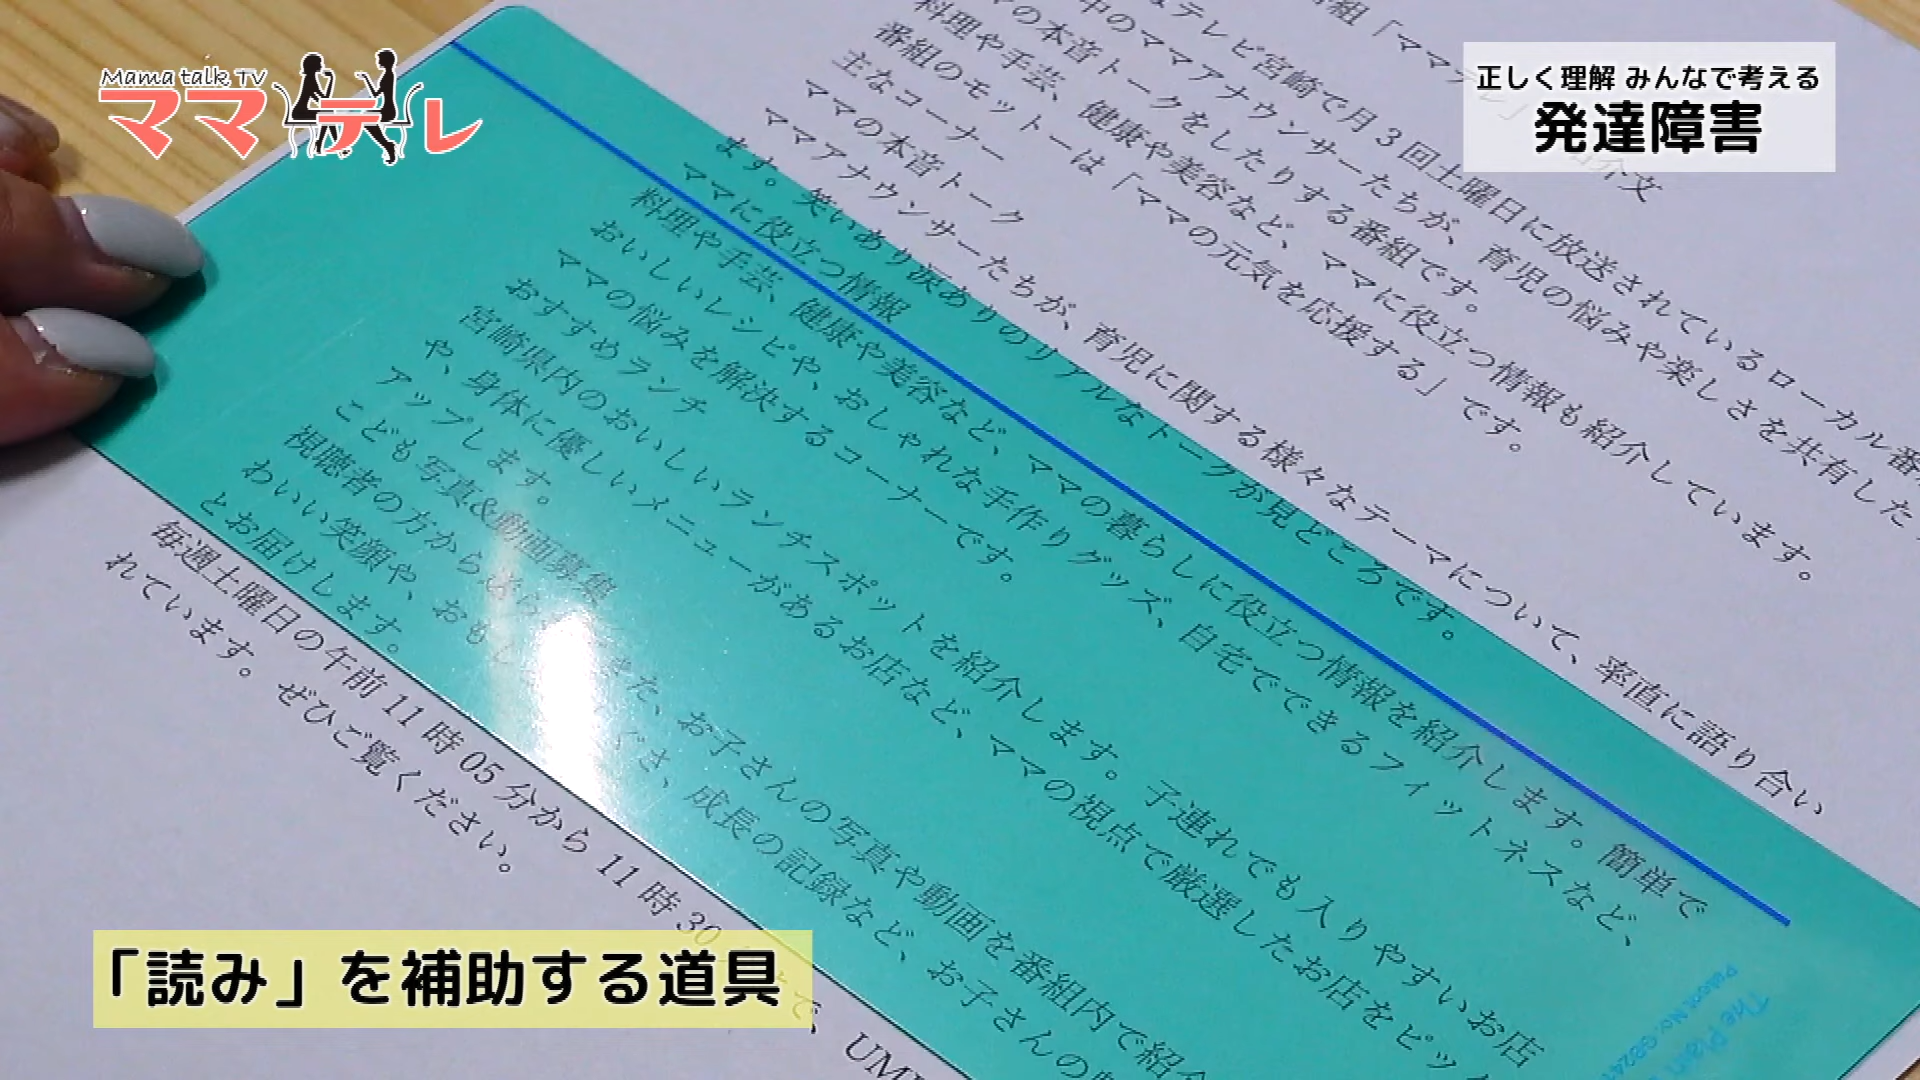 Mama talk TV
ママテレ
正しく理解 みんなで考える
発達障害
テレビ宮崎で月3回土曜日に放送されているローカル番
中のママアナウンサーたちが、育児の悩みや楽しさを共有した
マの本音トークをしたりする番組です。
料理や手芸、健康や美容など、ママに役立つ情報も紹介しています。
番組のモットーは「ママの元気を応援する」です。
主なコーナー
ママの本音トーク
ママアナウンサーたちが、育児に関する様々なテーマについて、率直に語り合い
ます。笑いあり涙ありのリアルなトークが見どころです。
ママに役立つ情報
料理や手芸、健康や美容など、ママの暮らしに役立つ情報を紹介します。簡単で
おいしいレシピや、おしゃれな手作りグッズ、自宅でできるフィットネスなど、
ママの悩みを解決するコーナーです。
おすすめランチ
宮崎県内のおいしいランチスポットを紹介します。子連れでも入りやすいお店
や、身体に優しいメニューがあるお店など、ママの視点で厳選したお店をピック
アップします。
こども写真&動画募集
視聴者の方から送ら た、お子さんの写真や動画を番組内で紹介
わいい笑顔や、おもし ぐさ、成長の記録など、お子さんの
とお届けします。
毎週土曜日の午前11時05分から11時30 で、UM
れています。ぜひご覧ください。
「読み」を補助する道具